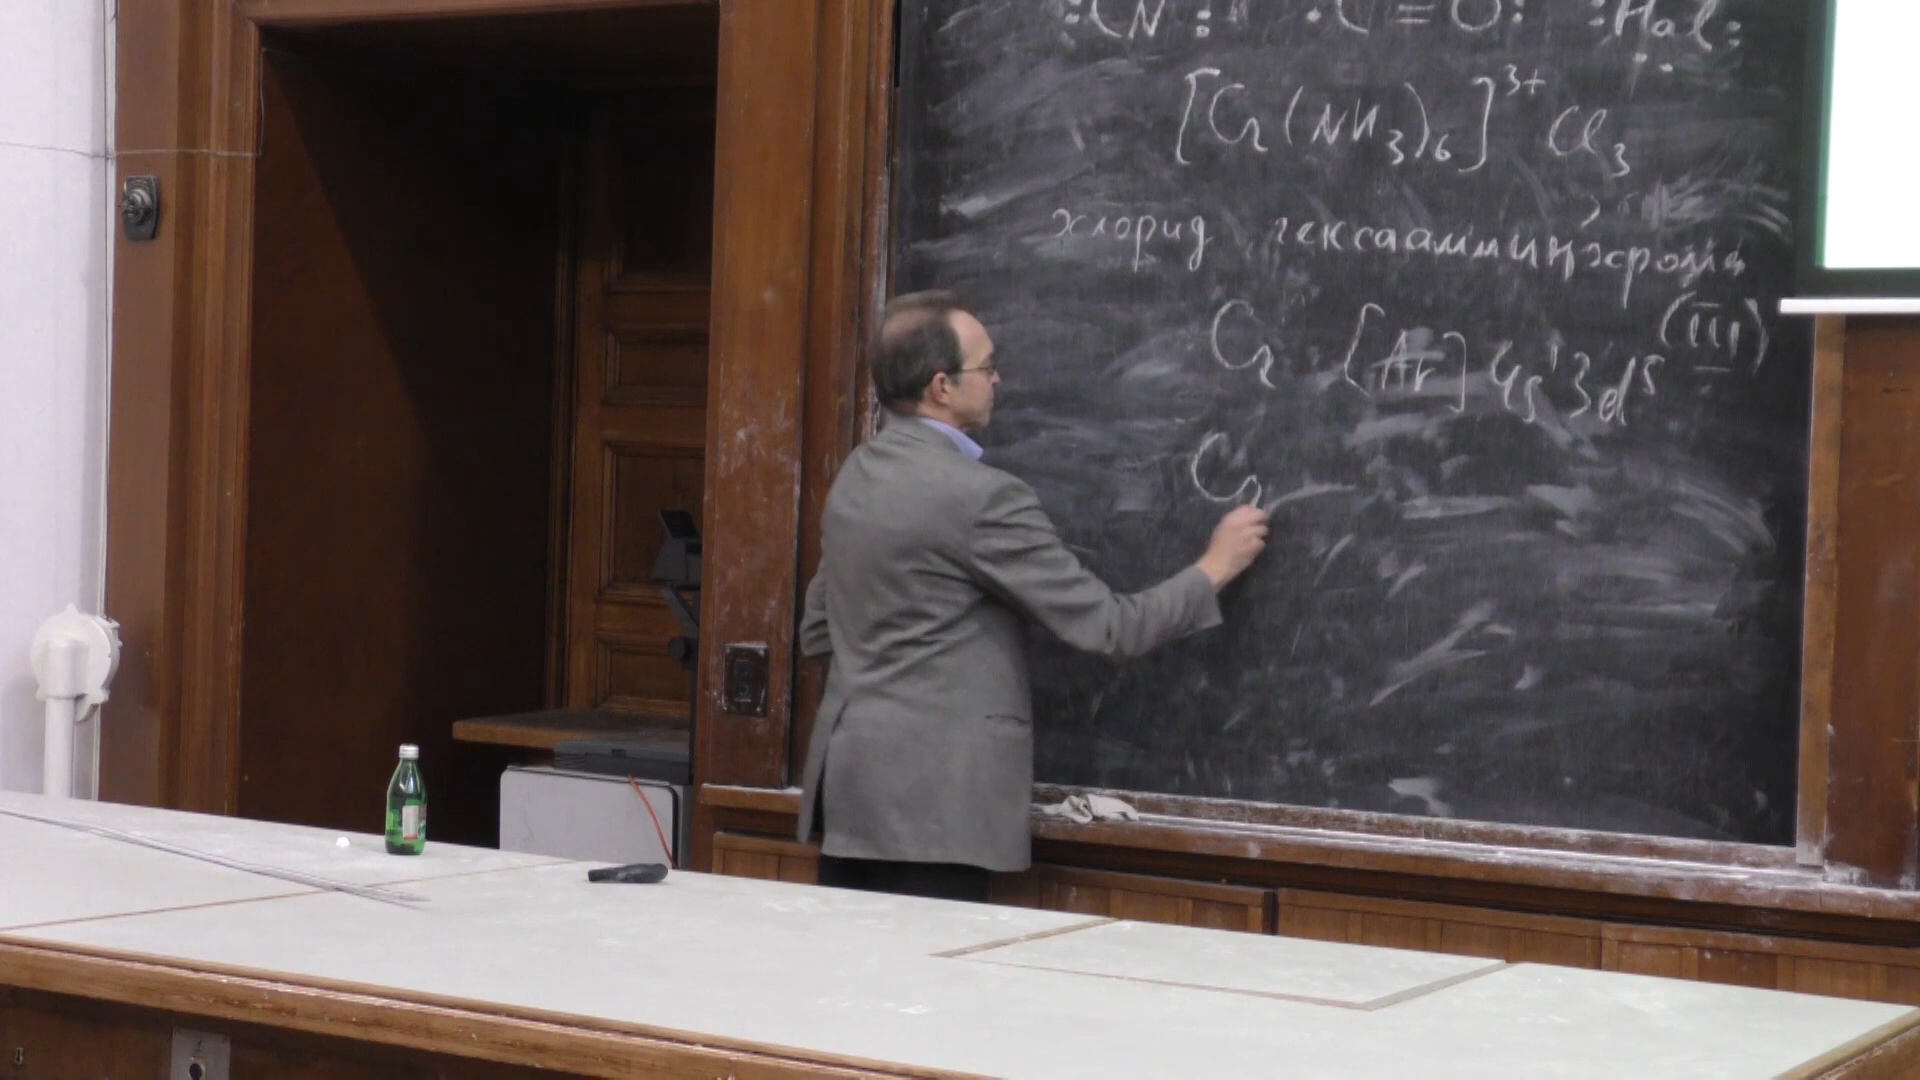 :CN: :C=O: :Hal:
[Cr(NH₃)₆]³⁺ Cl₃
хлорид гексаамминхрома
(III)
Cr [Ar] 4s¹3d⁵
Cr